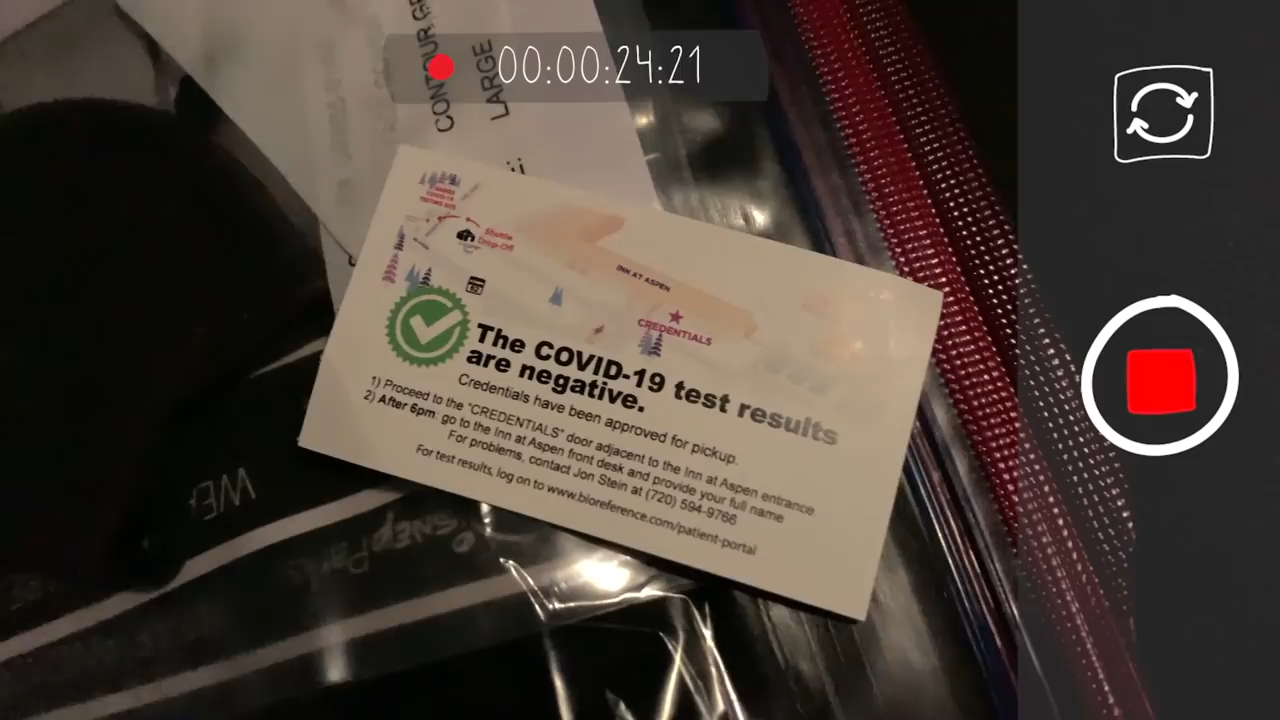 CONTOUR
LARGE
00:00:24:21
Shuttle
Drop-Off
INN AT ASPEN
CREDENTIALS
The COVID-19 test results
are negative.
Credentials have been approved for pickup.
1) Proceed to the "CREDENTIALS" door adjacent to the Inn at Aspen entrance
2) After 6pm: go to the Inn at Aspen front desk and provide your full name
For problems, contact Jon Stein at (720) 594-9766
For test results, log on to www.bioreference.com/patient-portal
Disney Parks